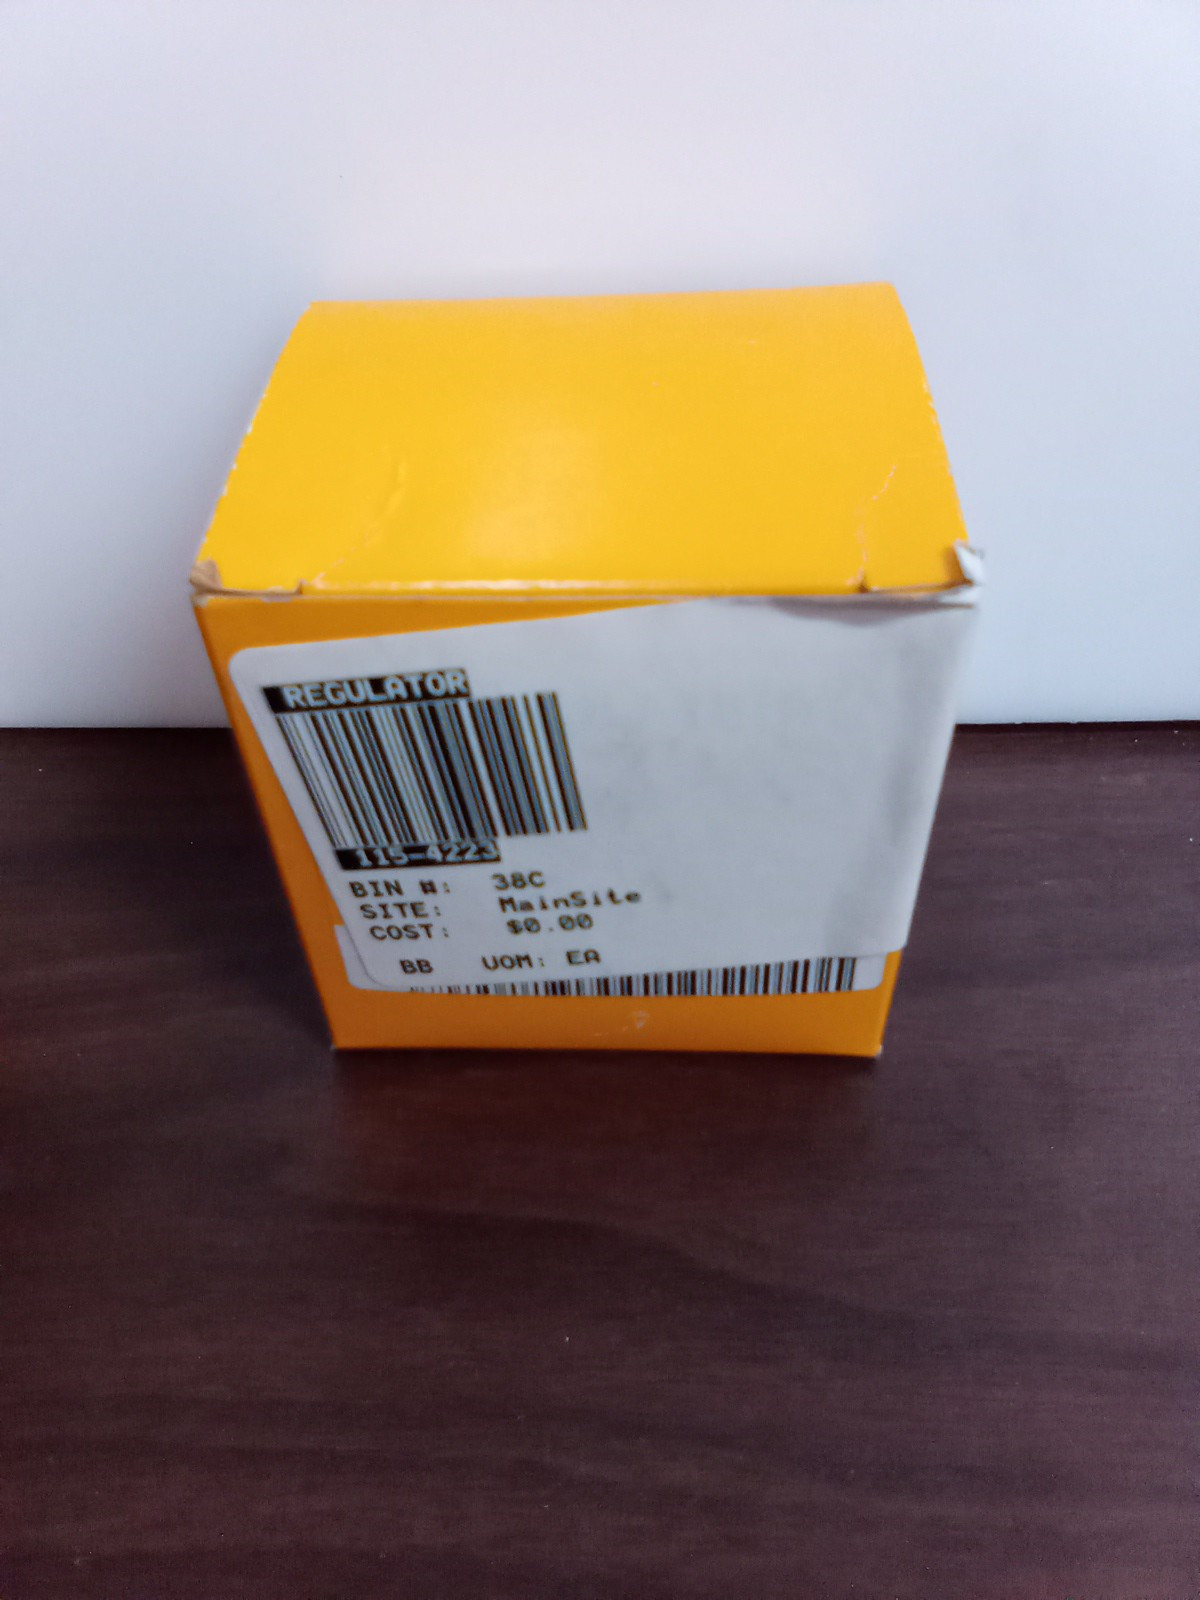 REGULATOR
115-4223
BIN #: 38C
SITE: MainSite
COST: $0.00
BB UOM: EA